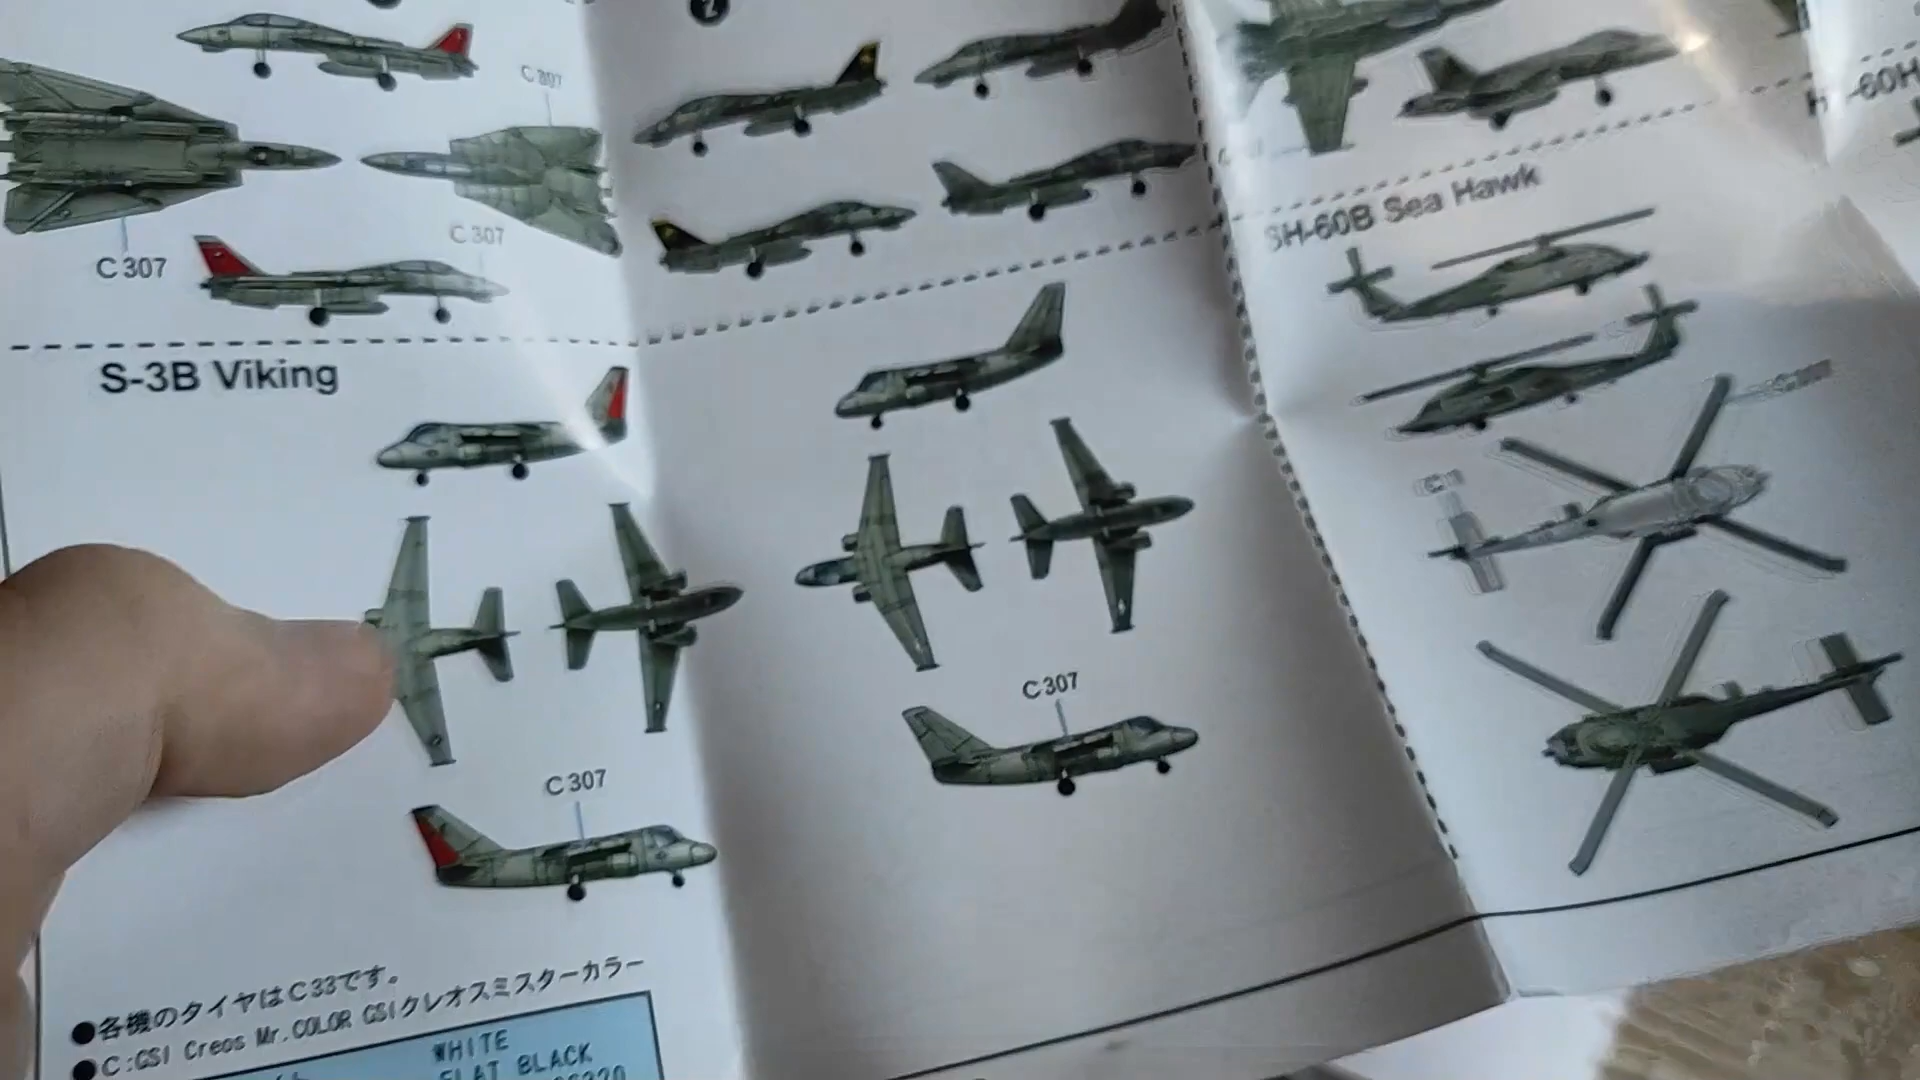 2
C307
C307
C307
-60H
SH-60B Sea Hawk
S-3B Viking
C307
C307
●各機のタイヤはC33です。
●C:GSI Creos Mr.COLOR GSIクレオスミスターカラー
WHITE
FLAT BLACK